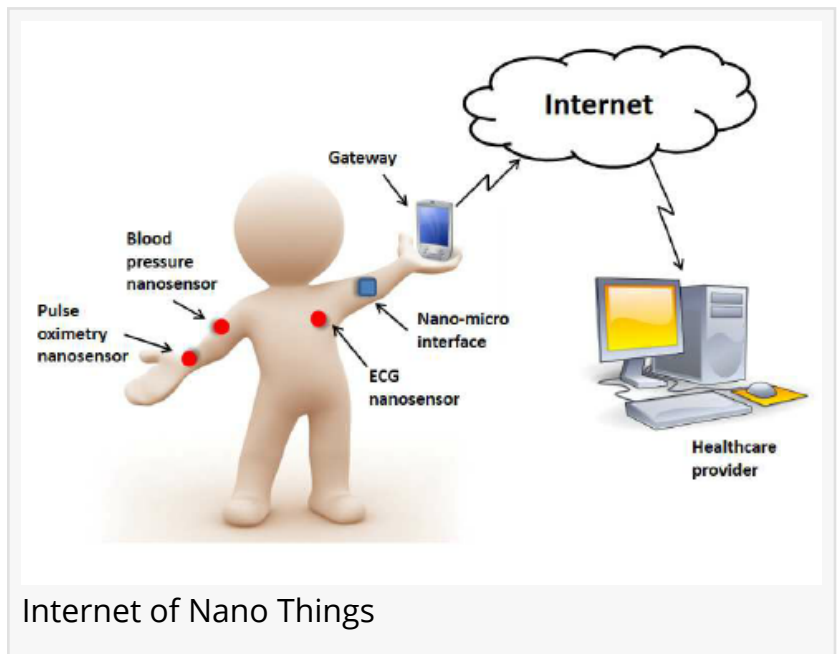 Internet
Gateway
Blood
pressure
nanosensor
Pulse
oximetry
nanosensor
Nano-micro
interface
ECG
nanosensor
Healthcare
provider
Internet of Nano Things